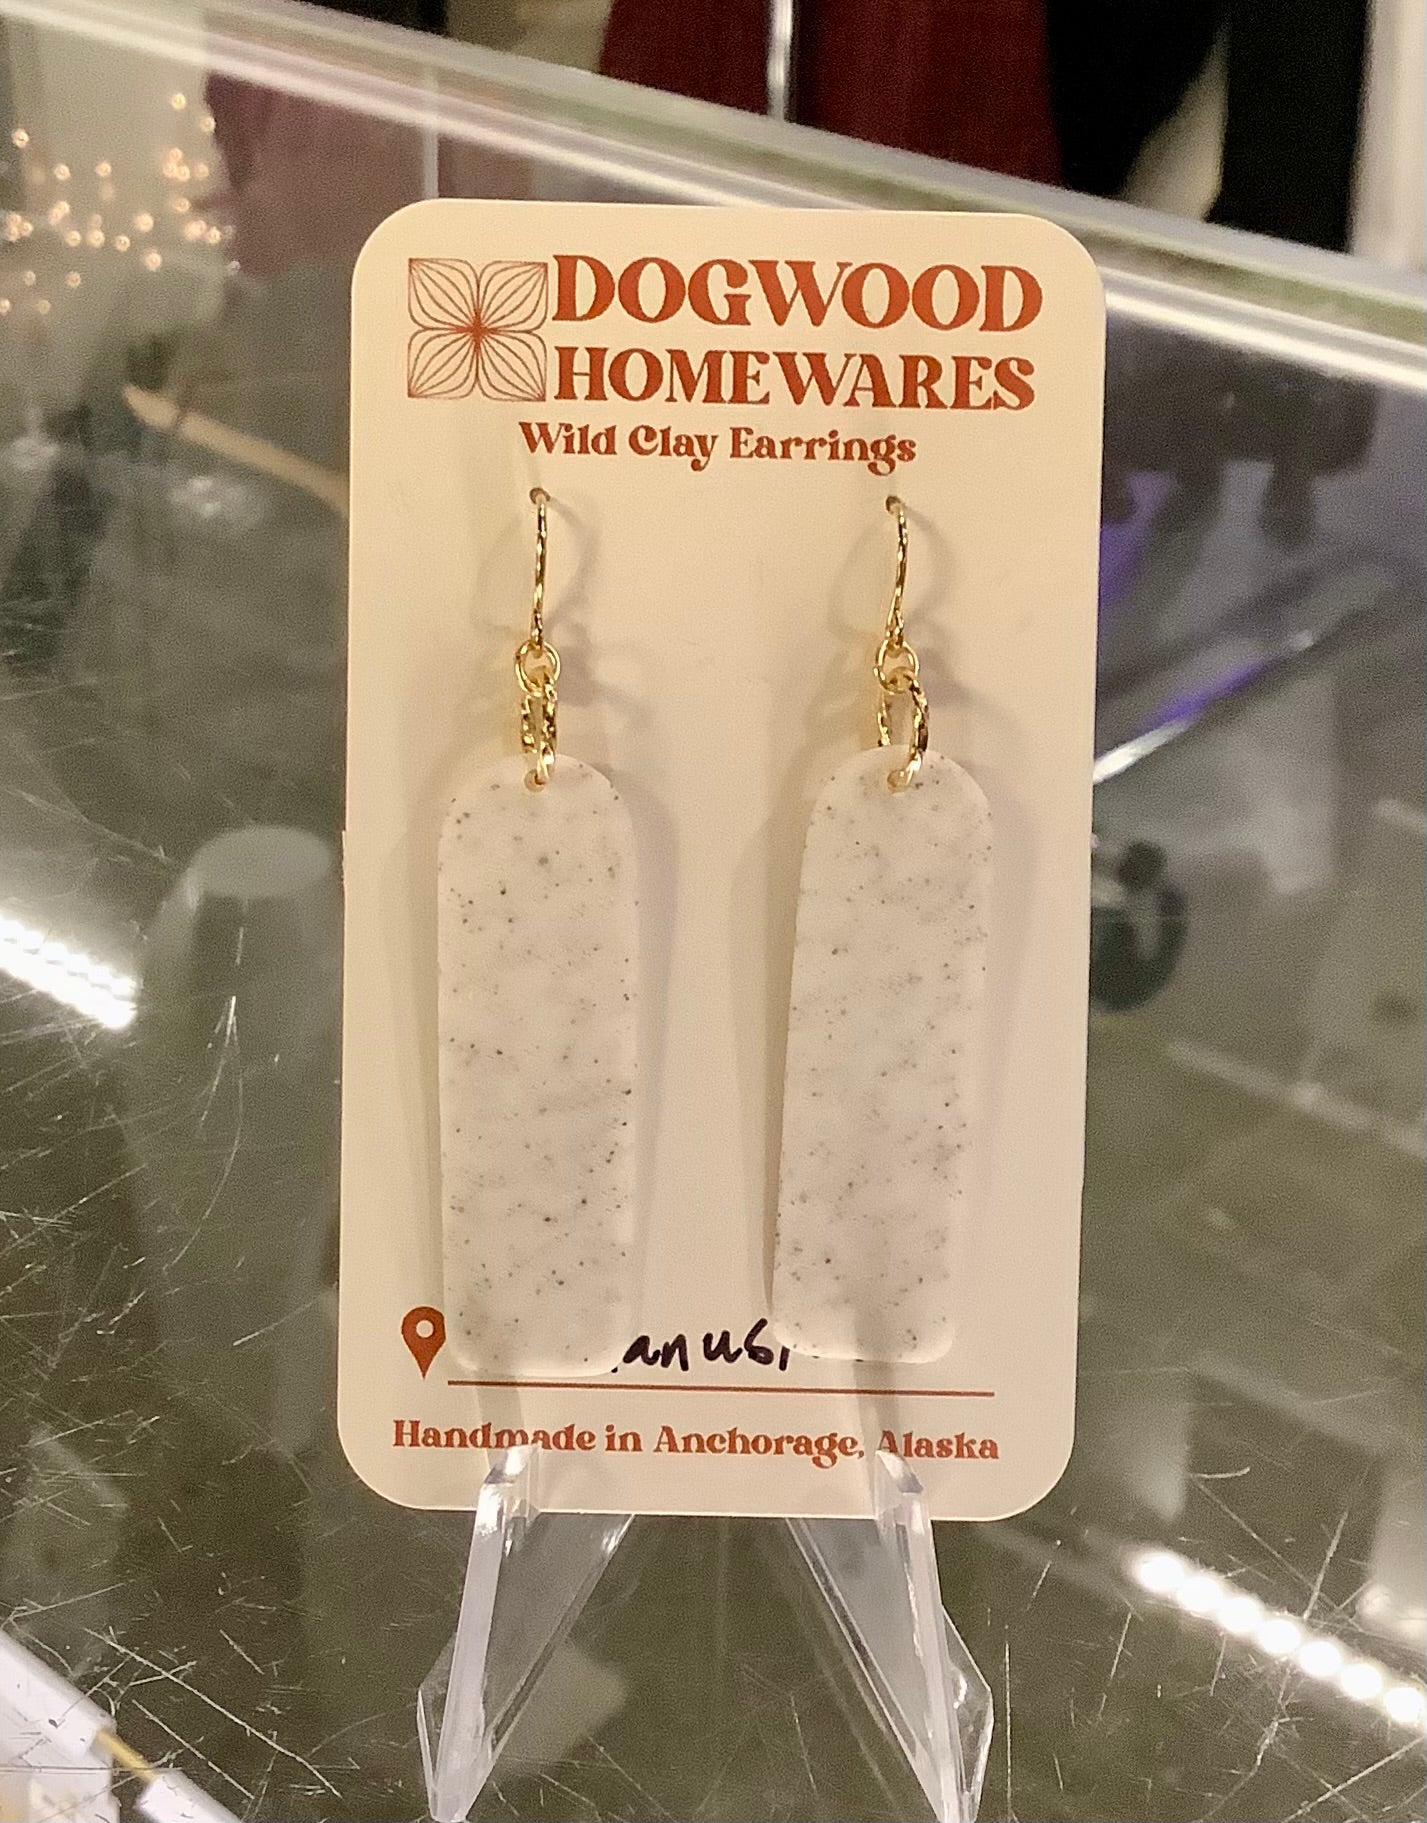 DOGWOOD
HOMEWARES
Wild Clay Earrings
Handmade in Anchorage, Alaska